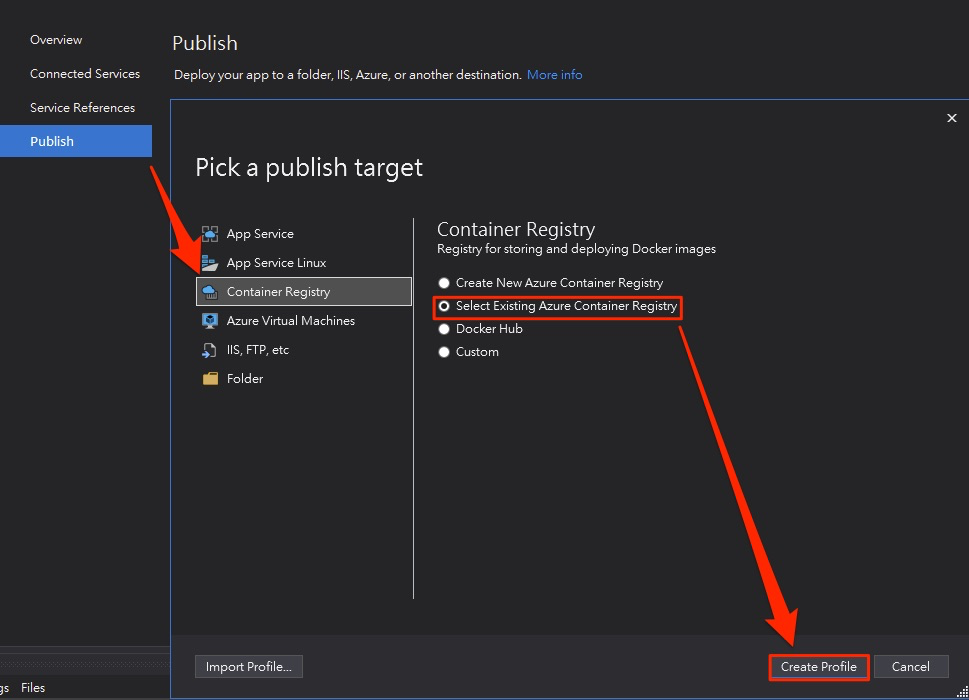 Overview
Connected Services
Service References
Publish
Publish
Deploy your app to a folder, IIS, Azure, or another destination. More info
Pick a publish target
App Service
App Service Linux
Container Registry
Azure Virtual Machines
IIS, FTP, etc
Folder
Container Registry
Registry for storing and deploying Docker images
Create New Azure Container Registry
Select Existing Azure Container Registry
Docker Hub
Custom
Import Profile...
Create Profile
Cancel
gs Files